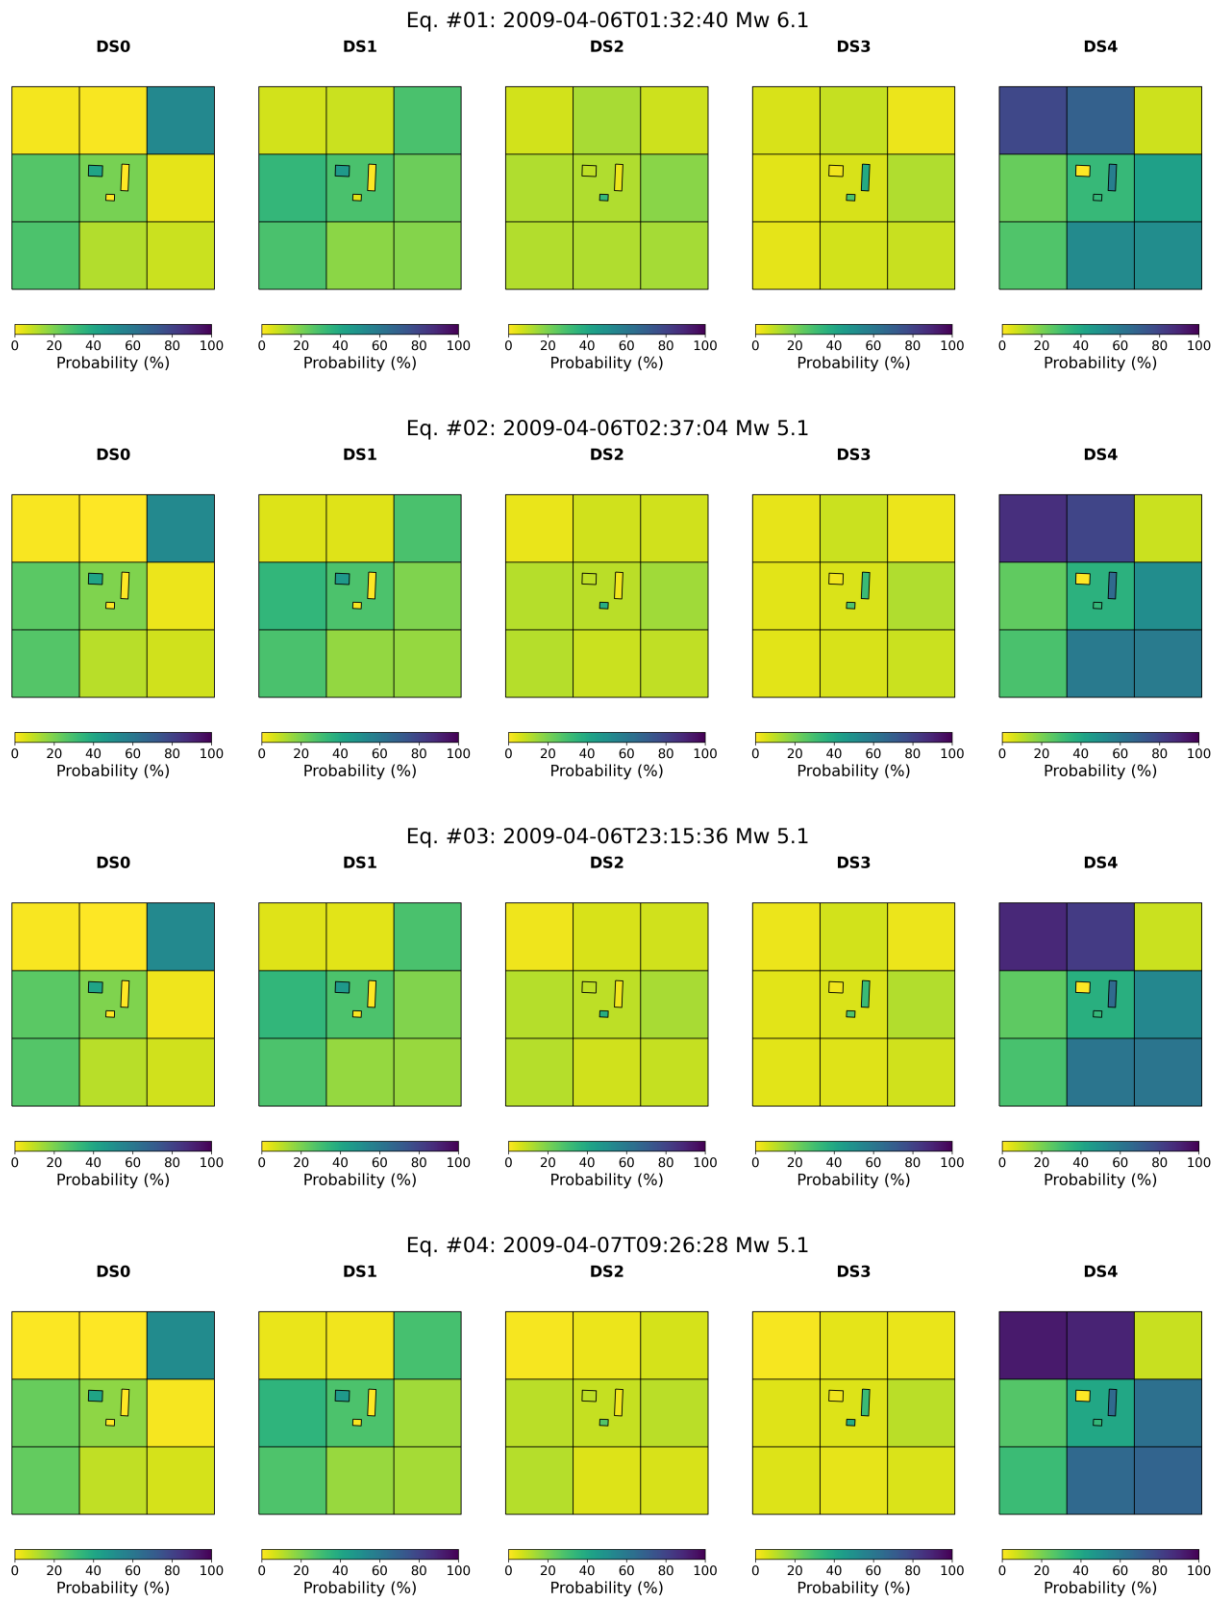 Eq. #01: 2009-04-06T01:32:40 Mw 6.1
DS0 DS1 DS2 DS3 DS4
0 20 40 60 80 100 0 20 40 60 80 100 0 20 40 60 80 100 0 20 40 60 80 100 0 20 40 60 80 100
Probability (%) Probability (%) Probability (%) Probability (%) Probability (%)
Eq. #02: 2009-04-06T02:37:04 Mw 5.1
DS0 DS1 DS2 DS3 DS4
0 20 40 60 80 100 0 20 40 60 80 100 0 20 40 60 80 100 0 20 40 60 80 100 0 20 40 60 80 100
Probability (%) Probability (%) Probability (%) Probability (%) Probability (%)
Eq. #03: 2009-04-06T23:15:36 Mw 5.1
DS0 DS1 DS2 DS3 DS4
0 20 40 60 80 100 0 20 40 60 80 100 0 20 40 60 80 100 0 20 40 60 80 100 0 20 40 60 80 100
Probability (%) Probability (%) Probability (%) Probability (%) Probability (%)
Eq. #04: 2009-04-07T09:26:28 Mw 5.1
DS0 DS1 DS2 DS3 DS4
0 20 40 60 80 100 0 20 40 60 80 100 0 20 40 60 80 100 0 20 40 60 80 100 0 20 40 60 80 100
Probability (%) Probability (%) Probability (%) Probability (%) Probability (%)